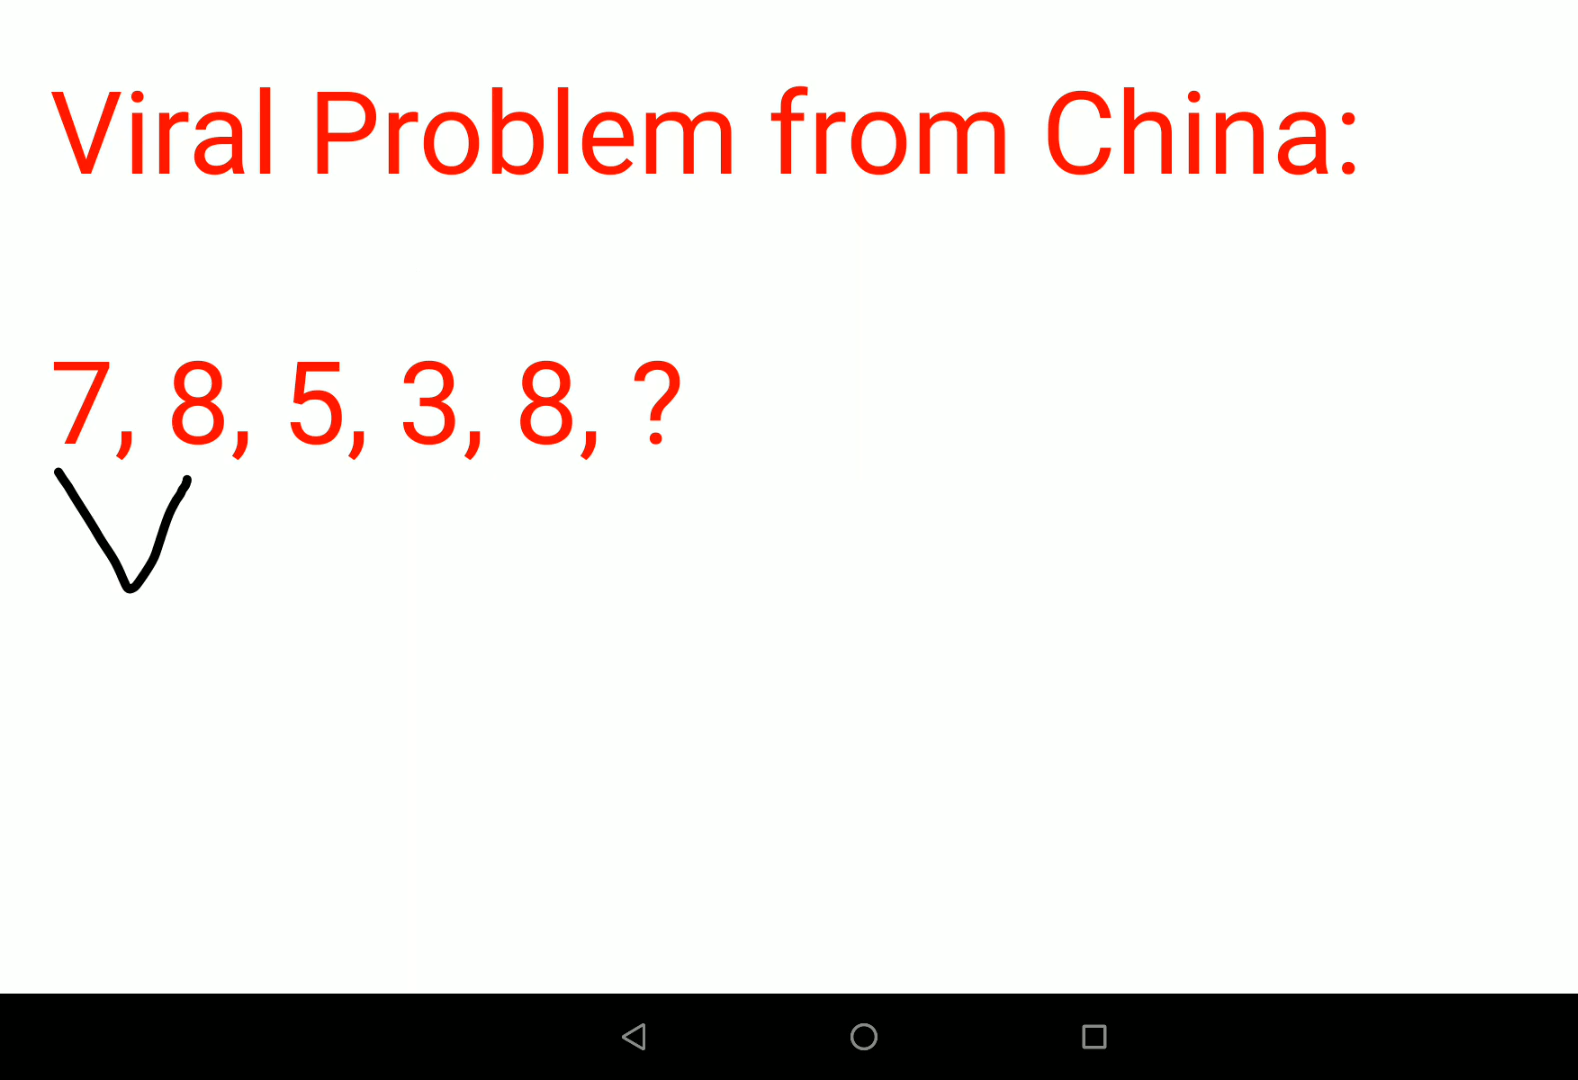 Viral Problem from China:
7, 8, 5, 3, 8, ?